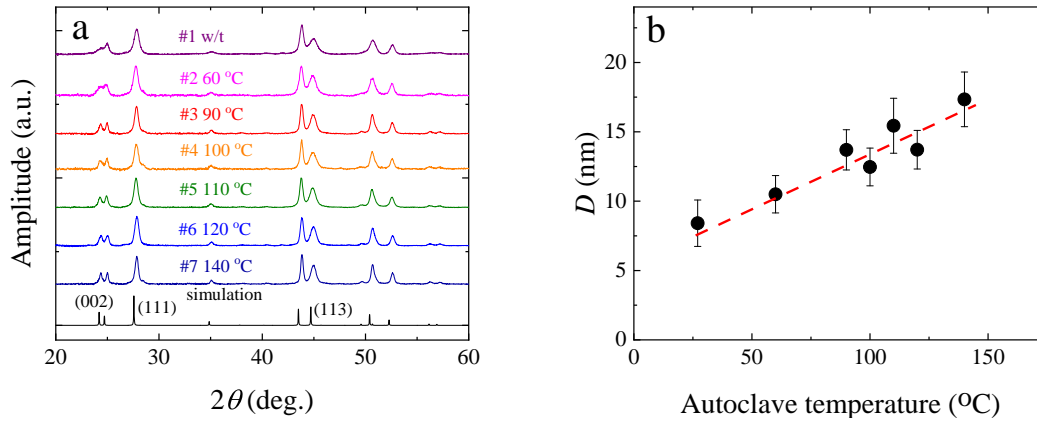 a
#1 w/t
#2 60 °C
#3 90 °C
#4 100 °C
#5 110 °C
#6 120 °C
#7 140 °C
simulation
(002)
(111)
(113)
Amplitude (a.u.)
20 30 40 50 60
2θ (deg.)
b
20
15
10
5
0
D (nm)
0 50 100 150
Autoclave temperature (°C)